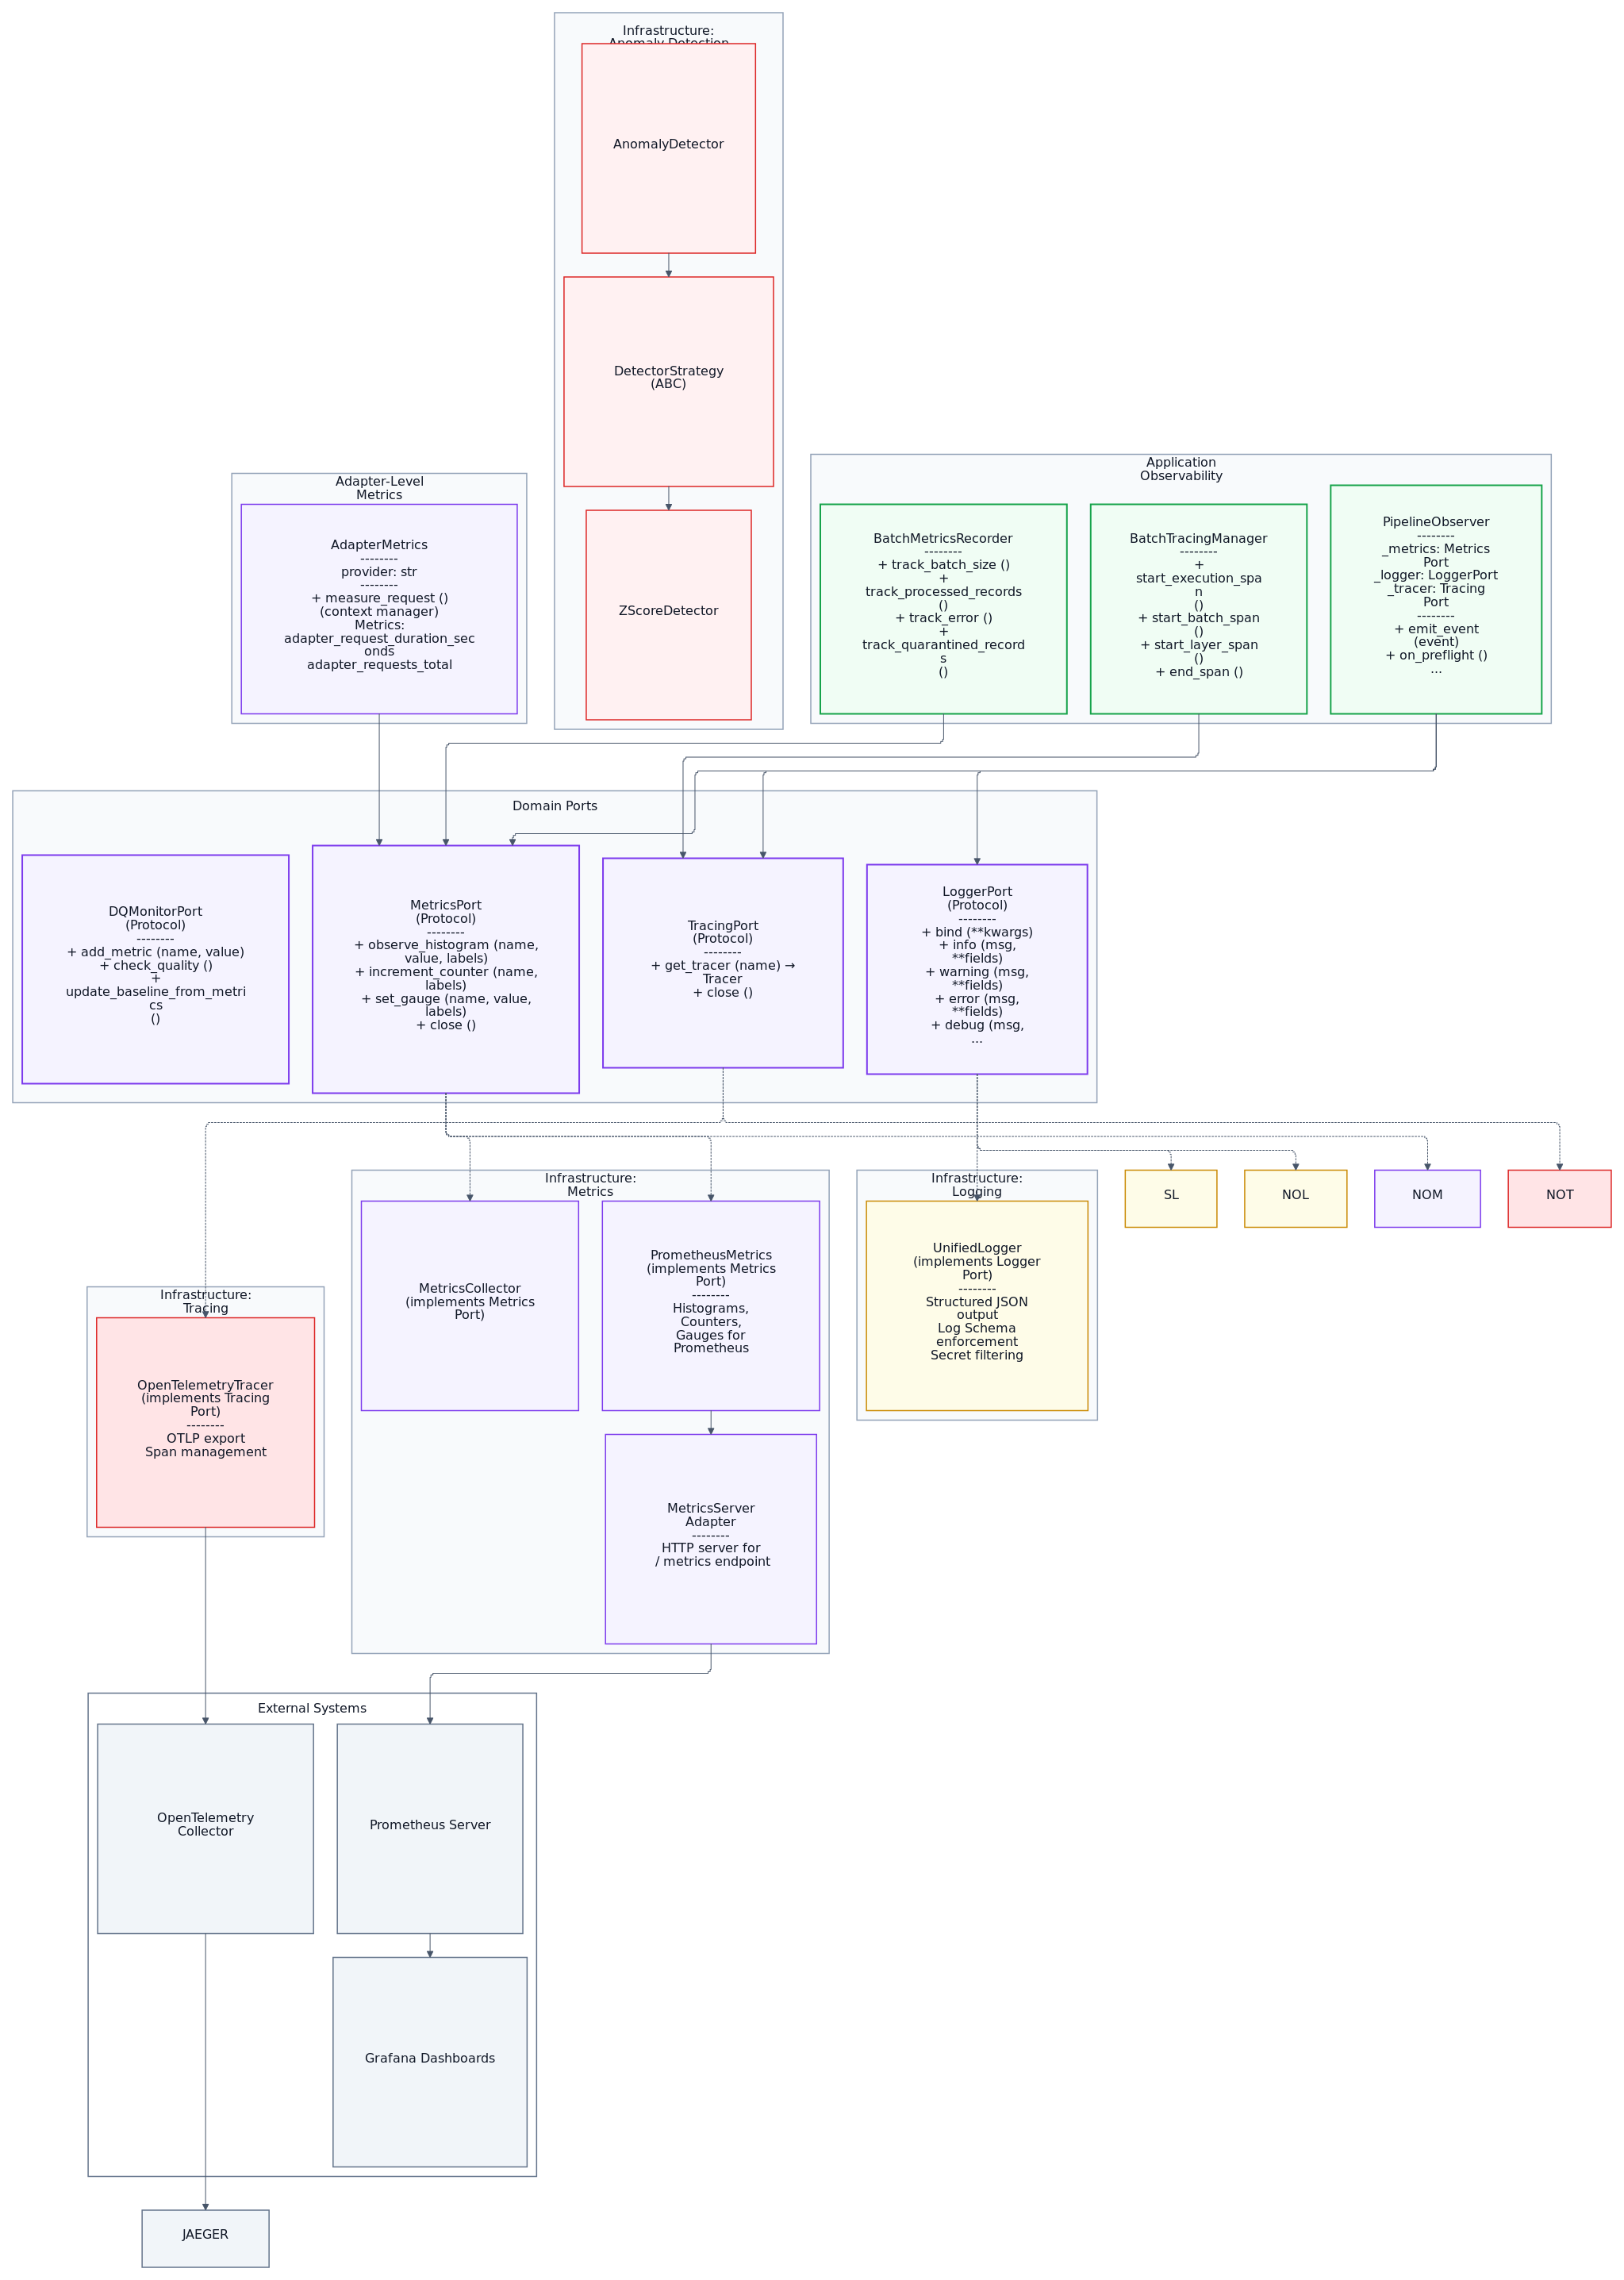 Infrastructure:
Anomaly Detection
AnomalyDetector
DetectorStrategy
(ABC)
ZScoreDetector
Adapter-Level
Metrics
AdapterMetrics
--------
provider: str
--------
+ measure_request ()
(context manager)
Metrics:
adapter_request_duration_sec
onds
adapter_requests_total
Application
Observability
BatchMetricsRecorder
--------
+ track_batch_size ()
+
track_processed_records
()
+ track_error ()
+
track_quarantined_record
s
()
BatchTracingManager
--------
+
start_execution_spa
n
()
+ start_batch_span
()
+ start_layer_span
()
+ end_span ()
PipelineObserver
--------
_metrics: Metrics
Port
_logger: LoggerPort
_tracer: Tracing
Port
--------
+ emit_event
(event)
+ on_preflight ()
...
Domain Ports
DQMonitorPort
(Protocol)
--------
+ add_metric (name, value)
+ check_quality ()
+
update_baseline_from_metri
cs
()
MetricsPort
(Protocol)
--------
+ observe_histogram (name,
value, labels)
+ increment_counter (name,
labels)
+ set_gauge (name, value,
labels)
+ close ()
TracingPort
(Protocol)
--------
+ get_tracer (name) →
Tracer
+ close ()
LoggerPort
(Protocol)
--------
+ bind (**kwargs)
+ info (msg,
**fields)
+ warning (msg,
**fields)
+ error (msg,
**fields)
+ debug (msg,
...
Infrastructure:
Metrics
MetricsCollector
(implements Metrics
Port)
PrometheusMetrics
(implements Metrics
Port)
--------
Histograms,
Counters,
Gauges for
Prometheus
MetricsServer
Adapter
--------
HTTP server for
/ metrics endpoint
Infrastructure:
Logging
UnifiedLogger
(implements Logger
Port)
--------
Structured JSON
output
Log Schema
enforcement
Secret filtering
SL
NOL
NOM
NOT
Infrastructure:
Tracing
OpenTelemetryTracer
(implements Tracing
Port)
--------
OTLP export
Span management
External Systems
OpenTelemetry
Collector
Prometheus Server
Grafana Dashboards
JAEGER